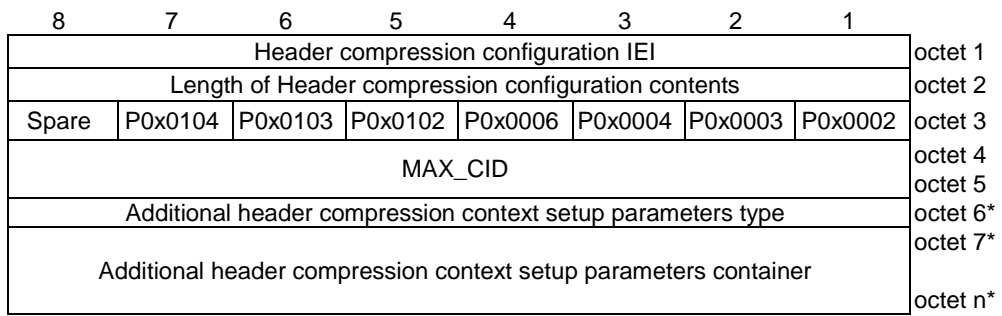 8 7 6 5 4 3 2 1
Header compression configuration IEI octet 1
Length of Header compression configuration contents octet 2
Spare P0x0104 P0x0103 P0x0102 P0x0006 P0x0004 P0x0003 P0x0002 octet 3
MAX_CID octet 4
octet 5
Additional header compression context setup parameters type octet 6*
octet 7*
Additional header compression context setup parameters container
octet n*